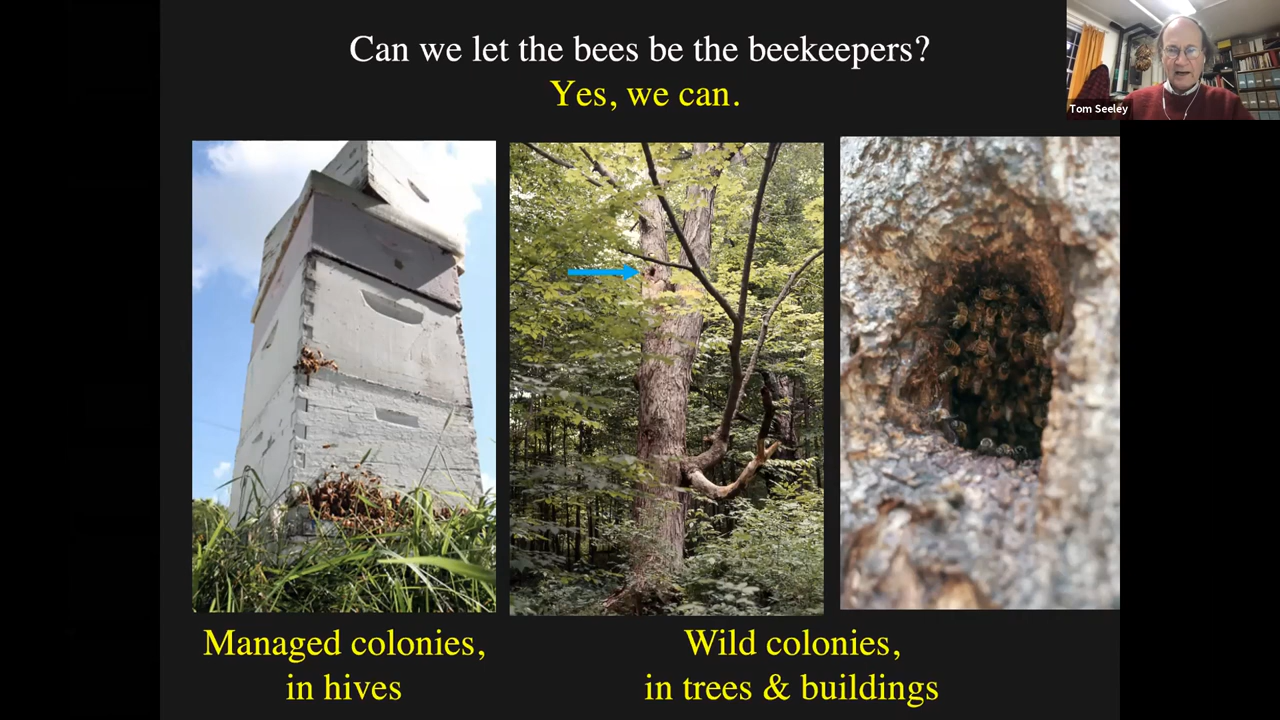 Can we let the bees be the beekeepers?
Yes, we can.
Tom Seeley
Managed colonies,
in hives
Wild colonies,
in trees & buildings